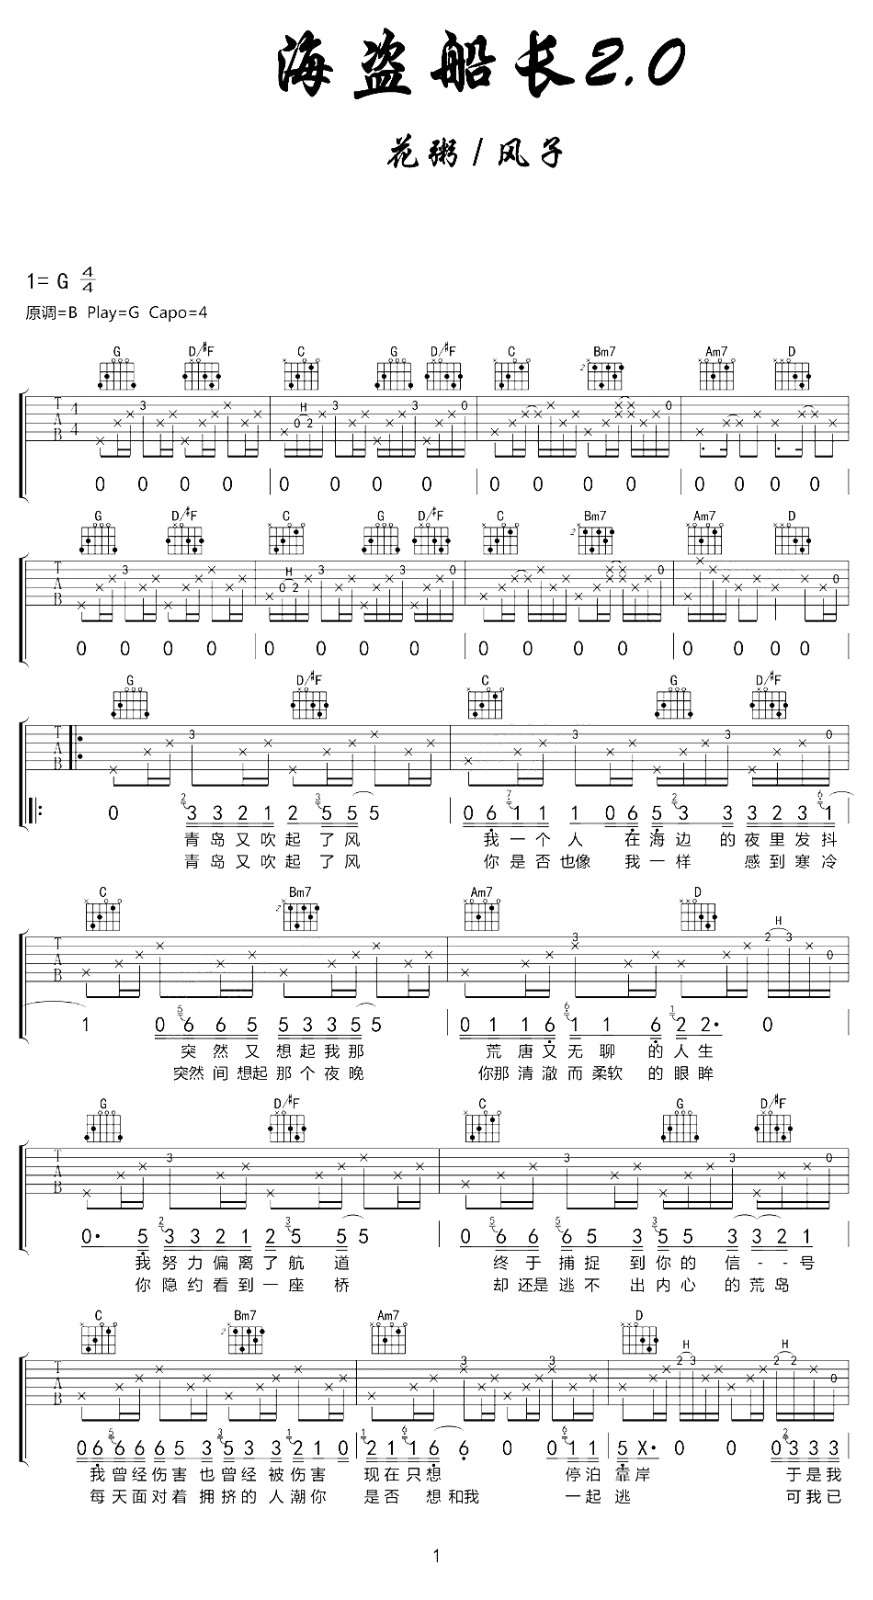 海盗船长2.0
花粥/风子
1= G 4/4
原调=B Play=G Capo=4
G D/#F C G D/#F C Bm7 Am7 D
0 0 0 0 0 0 0 0 0 0 0 0 0 0 0 0
G D/#F C G D/#F C Bm7 Am7 D
0 0 0 0 0 0 0 0 0 0 0 0 0 0 0 0
G D/#F C G D/#F
0 3 3 2 1 2 5 5 5 0 6 1 1 1 0 6 5 3 3 3 2 3 1
青岛又吹起了风 我一个人 在海边 的夜里发抖
青岛又吹起了风 你是否也像 我一样 感到寒冷
C Bm7 Am7 D
1 0 6 6 5 5 3 3 5 5 0 1 1 6 1 1 6 2 2· 0
突然又想起我那 荒唐又无聊的人生
突然间想起那个夜晚 你那清澈而柔软的眼眸
G D/#F C G D/#F
0· 5 3 3 2 1 2 5 5 5 0 6 6 6 5 3 5 5 3 3 2 1
我努力偏离了航道 终于捕捉到你的信--号
你隐约看到一座桥 却还是逃不出内心的荒岛
C Bm7 Am7 D
0 6 6 6 6 5 3 5 3 3 2 1 0 2 1 1 6 6 0 0 1 1 5 X· 0 0 0 3 3 3
我曾经伤害也曾经被伤害 现在只想 停泊靠岸 于是我
每天面对着拥挤的人潮你 是否想和我 一起逃 可我已
1